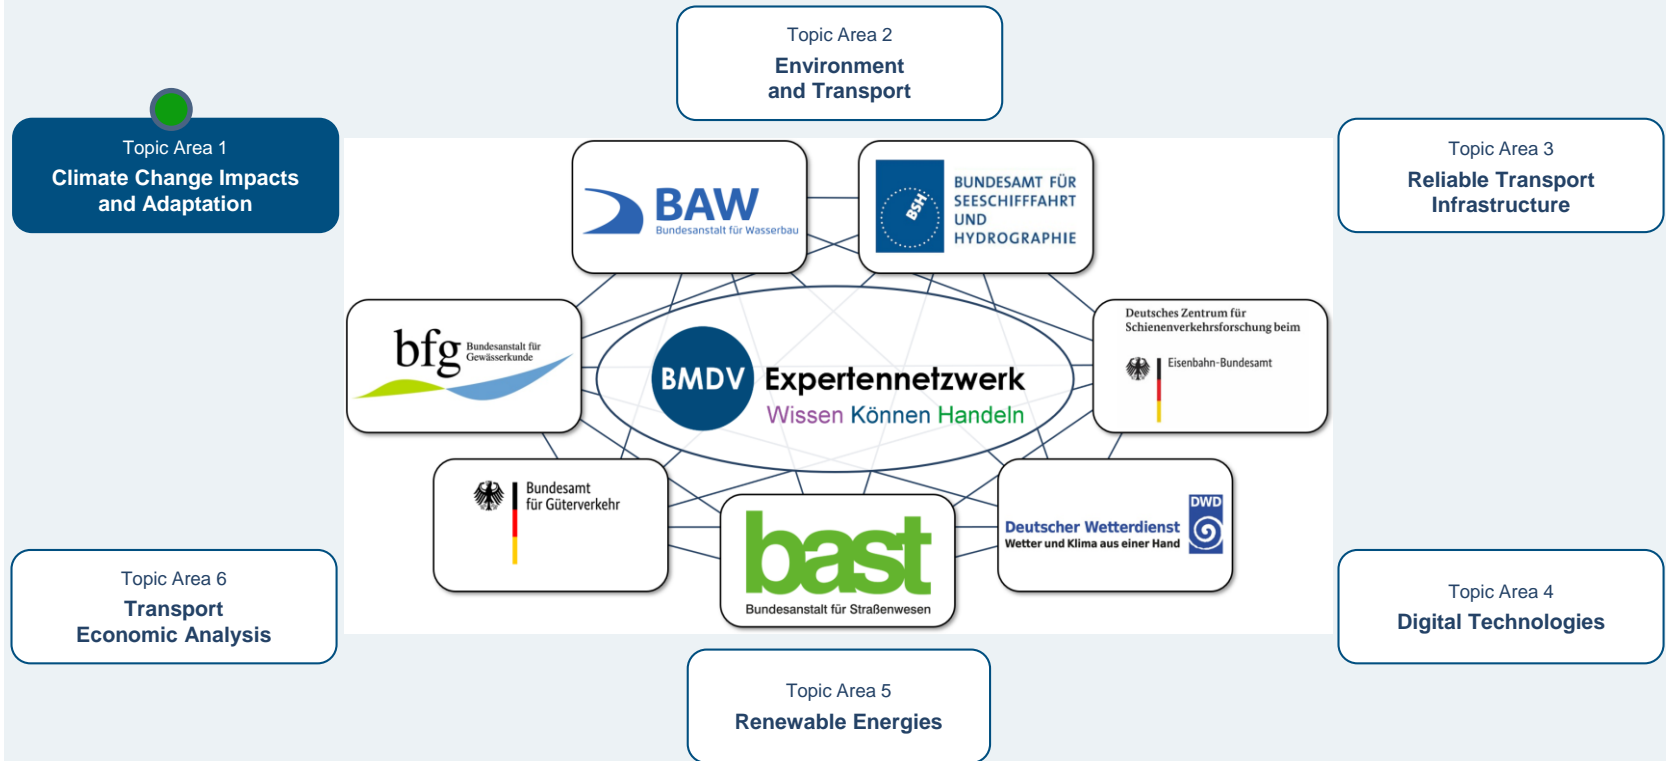 Topic Area 2
Environment
and Transport
Topic Area 1
Climate Change Impacts
and Adaptation
Topic Area 3
Reliable Transport
Infrastructure
BAW
Bundesanstalt für Wasserbau
BSH
BUNDESAMT FÜR
SEESCHIFFFAHRT
UND
HYDROGRAPHIE
bfg
Bundesanstalt für
Gewässerkunde
BMDV
Expertennetzwerk
Wissen Können Handeln
Deutsches Zentrum für
Schienenverkehrsforschung beim
Eisenbahn-Bundesamt
Bundesamt
für Güterverkehr
bast
Bundesanstalt für Straßenwesen
DWD
Deutscher Wetterdienst
Wetter und Klima aus einer Hand
Topic Area 6
Transport
Economic Analysis
Topic Area 4
Digital Technologies
Topic Area 5
Renewable Energies